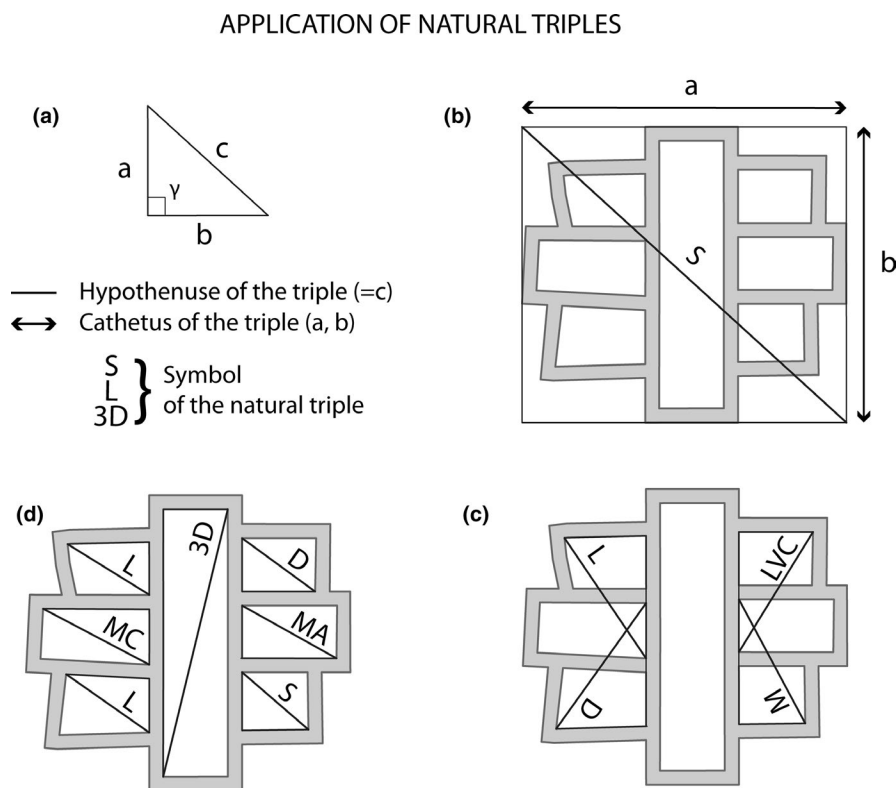 APPLICATION OF NATURAL TRIPLES
(a)
a
c
γ
b
Hypothenuse of the triple (=c)
Cathetus of the triple (a, b)
S
L
3D
}
Symbol
of the natural triple
(b)
a
S
b
(d)
3D
L
D
MC
MA
L
S
(c)
L
LVC
D
M